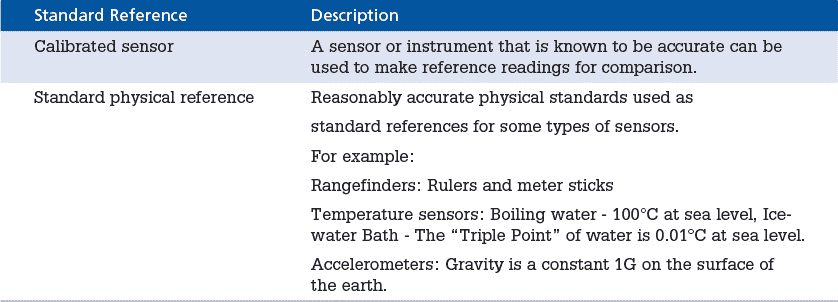 Standard Reference Description
Calibrated sensor A sensor or instrument that is known to be accurate can be
used to make reference readings for comparison.
Standard physical reference Reasonably accurate physical standards used as
standard references for some types of sensors.
For example:
Rangefinders: Rulers and meter sticks
Temperature sensors: Boiling water - 100°C at sea level, Ice-
water Bath - The “Triple Point” of water is 0.01°C at sea level.
Accelerometers: Gravity is a constant 1G on the surface of
the earth.